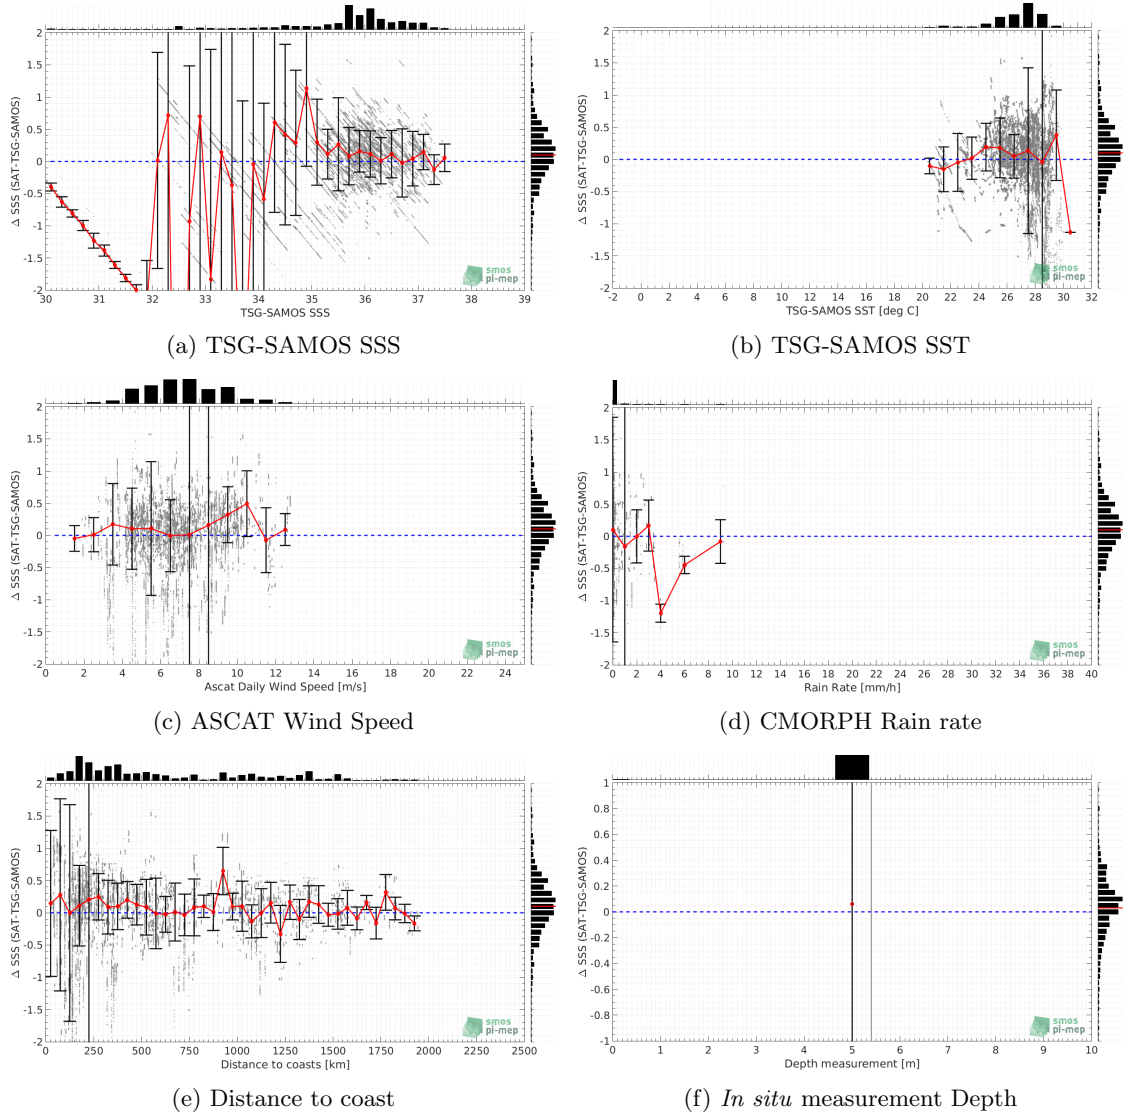 2
1.5
1
0.5
0
-0.5
-1
-1.5
-2
Δ SSS (SAT-TSG-SAMOS)
30 31 32 33 34 35 36 37 38 39
TSG-SAMOS SSS
smos
pi-mep
(a) TSG-SAMOS SSS
2
1.5
1
0.5
0
-0.5
-1
-1.5
-2
Δ SSS (SAT-TSG-SAMOS)
-2 0 2 4 6 8 10 12 14 16 18 20 22 24 26 28 30 32
TSG-SAMOS SST [deg C]
smos
pi-mep
(b) TSG-SAMOS SST
2
1.5
1
0.5
0
-0.5
-1
-1.5
-2
Δ SSS (SAT-TSG-SAMOS)
0 2 4 6 8 10 12 14 16 18 20 22 24
Ascat Daily Wind Speed [m/s]
smos
pi-mep
(c) ASCAT Wind Speed
2
1.5
1
0.5
0
-0.5
-1
-1.5
-2
Δ SSS (SAT-TSG-SAMOS)
0 2 4 6 8 10 12 14 16 18 20 22 24 26 28 30 32 34 36 38 40
Rain Rate [mm/h]
smos
pi-mep
(d) CMORPH Rain rate
2
1.5
1
0.5
0
-0.5
-1
-1.5
-2
Δ SSS (SAT-TSG-SAMOS)
0 250 500 750 1000 1250 1500 1750 2000 2250 2500
Distance to coasts [km]
smos
pi-mep
(e) Distance to coast
1
0.8
0.6
0.4
0.2
0
-0.2
-0.4
-0.6
-0.8
-1
Δ SSS (SAT-TSG-SAMOS)
0 1 2 3 4 5 6 7 8 9 10
Depth measurement [m]
smos
pi-mep
(f) In situ measurement Depth